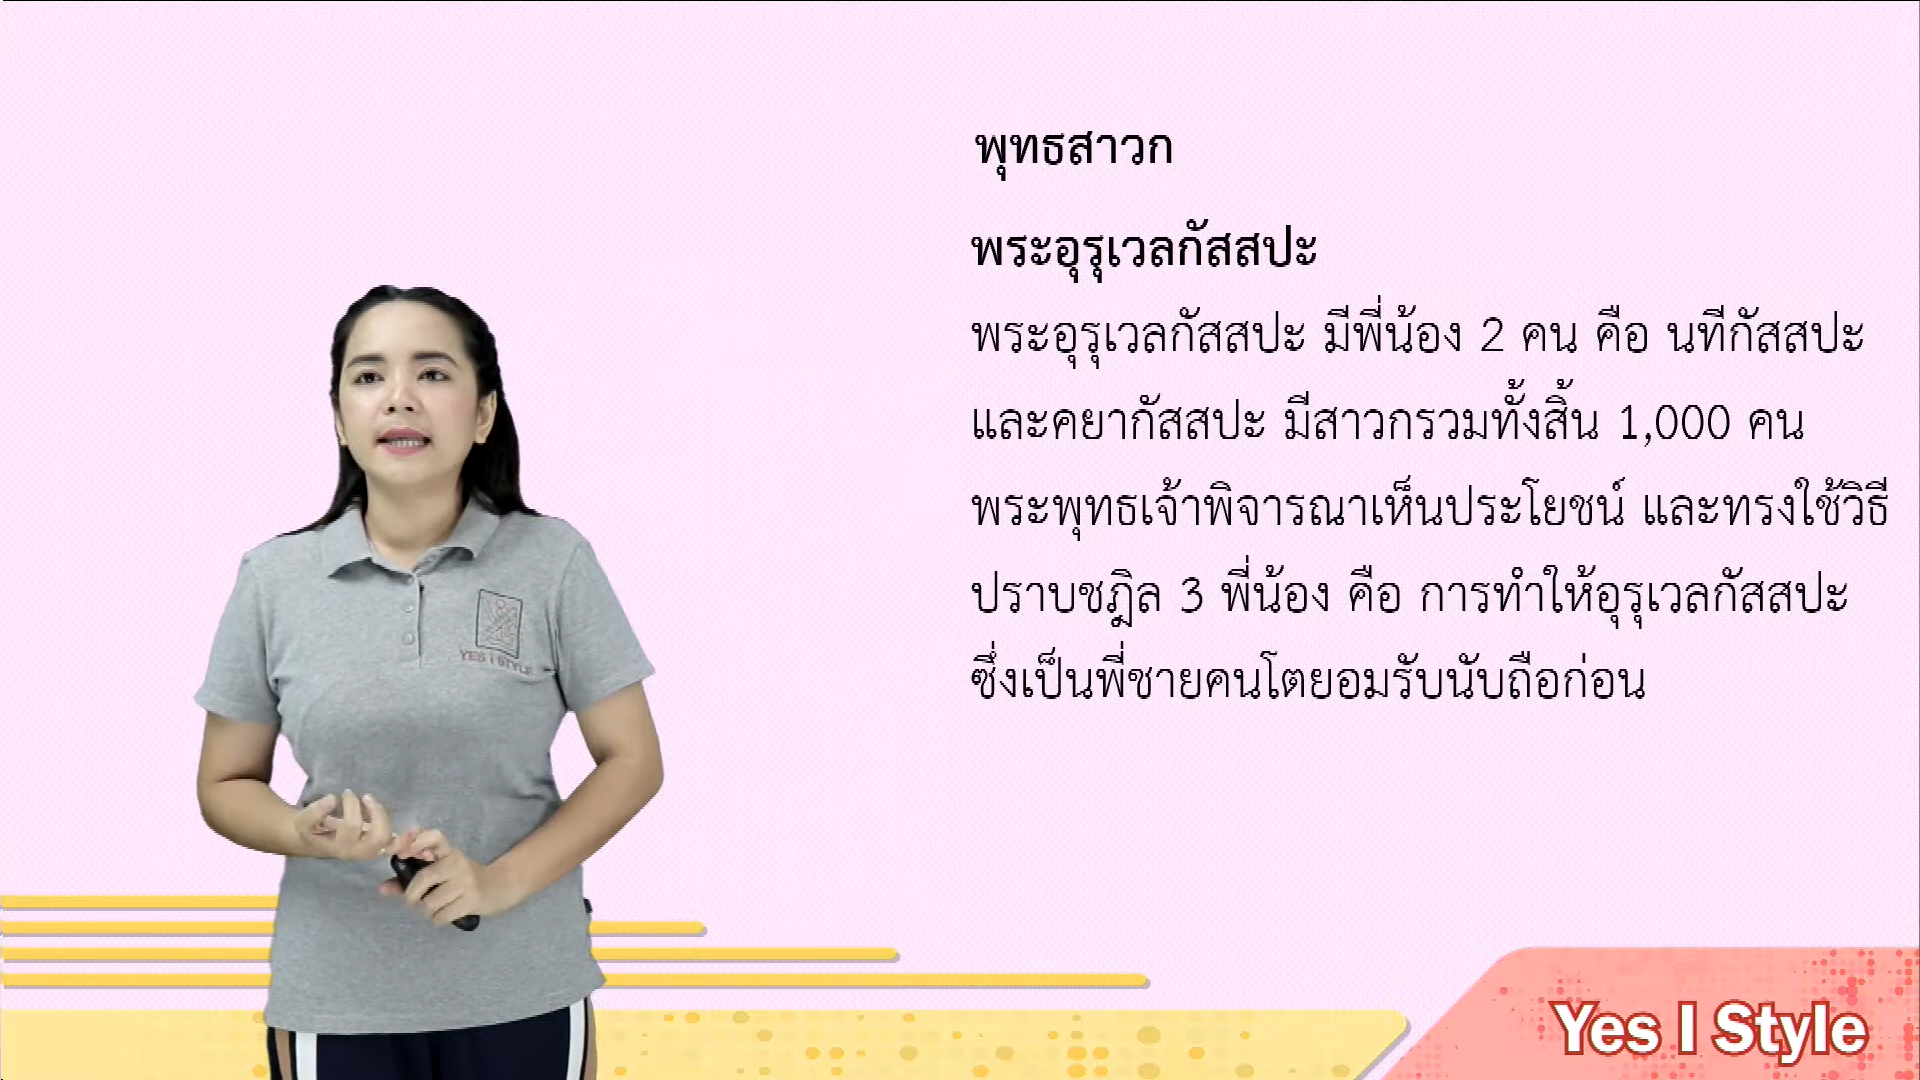 พุทธสาวก
พระอุรุเวลกัสสปะ
พระอุรุเวลกัสสปะ มีพี่น้อง 2 คน คือ นทีกัสสปะ
และคยากัสสปะ มีสาวกรวมทั้งสิ้น 1,000 คน
พระพุทธเจ้าพิจารณาเห็นประโยชน์ และทรงใช้วิธี
ปราบชฎิล 3 พี่น้อง คือ การทำให้อุรุเวลกัสสปะ
ซึ่งเป็นพี่ชายคนโตยอมรับนับถือก่อน
YES I STYLE
Yes I Style